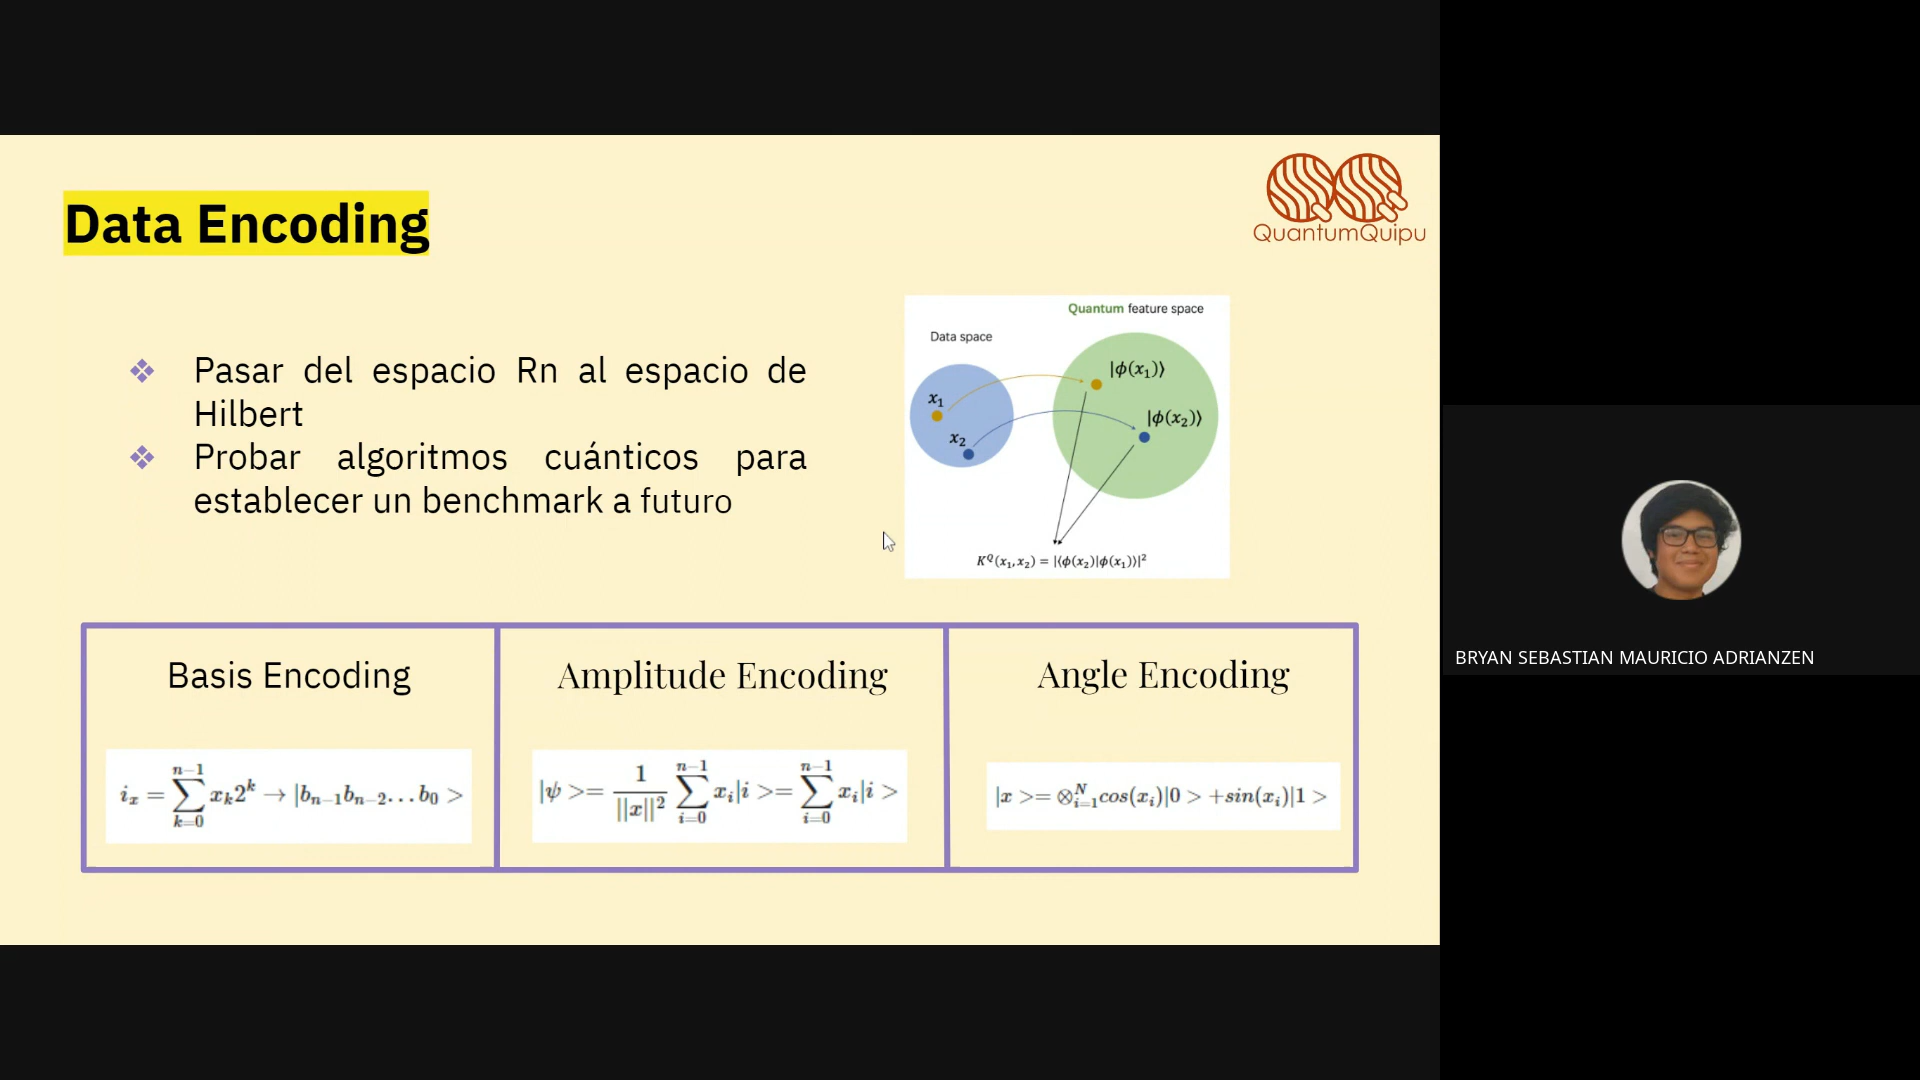 Data Encoding
QuantumQuipu
❖ Pasar del espacio Rn al espacio de
Hilbert
❖ Probar algoritmos cuánticos para
establecer un benchmark a futuro
Quantum feature space
Data space
|ϕ(x₁)⟩
x₁
|ϕ(x₂)⟩
x₂
K^Q(x₁,x₂) = |⟨ϕ(x₂)|ϕ(x₁)⟩|²
Basis Encoding
i_x = ∑_{k=0}^{n−1} x_k 2^k → |b_{n−1}b_{n−2}...b_0 >
Amplitude Encoding
|ψ >= \frac{1}{||x||^2} ∑_{i=0}^{n−1} x_i|i >= ∑_{i=0}^{n−1} x_i|i >
Angle Encoding
|x >= ⊗_{i=1}^{N} cos(x_i)|0 > +sin(x_i)|1 >
BRYAN SEBASTIAN MAURICIO ADRIANZEN